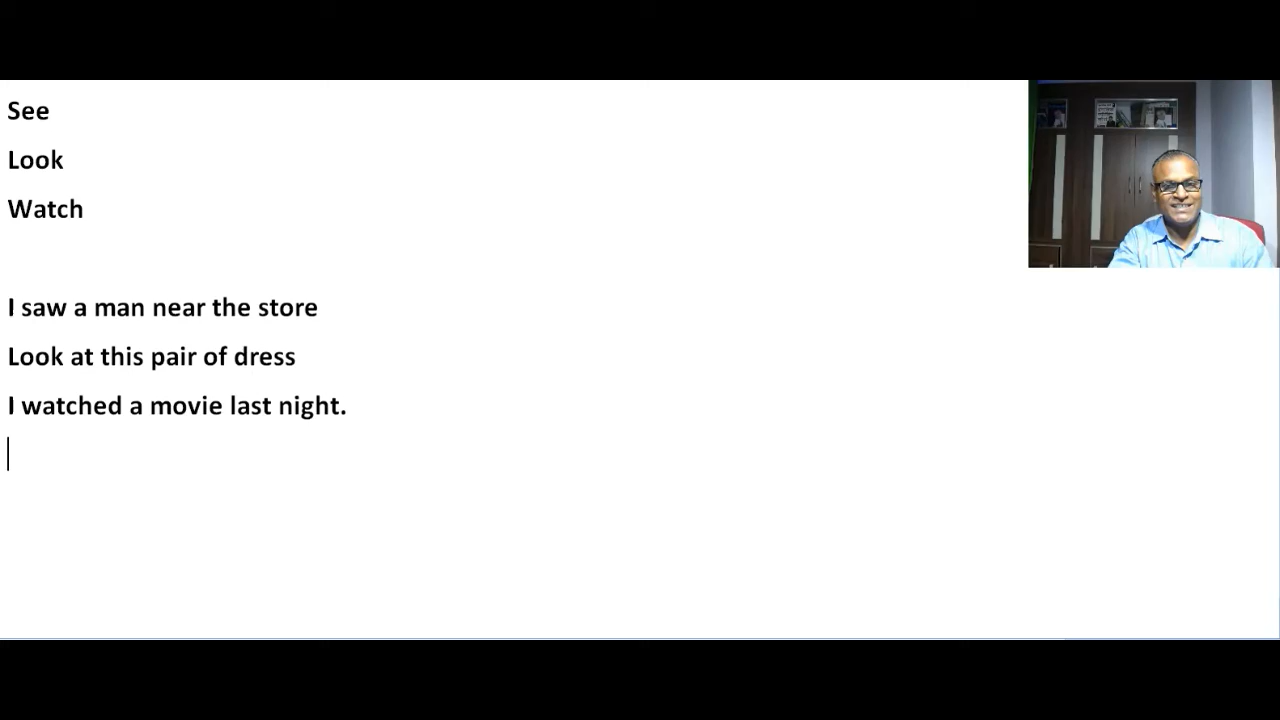 See
Look
Watch
I saw a man near the store
Look at this pair of dress
I watched a movie last night.